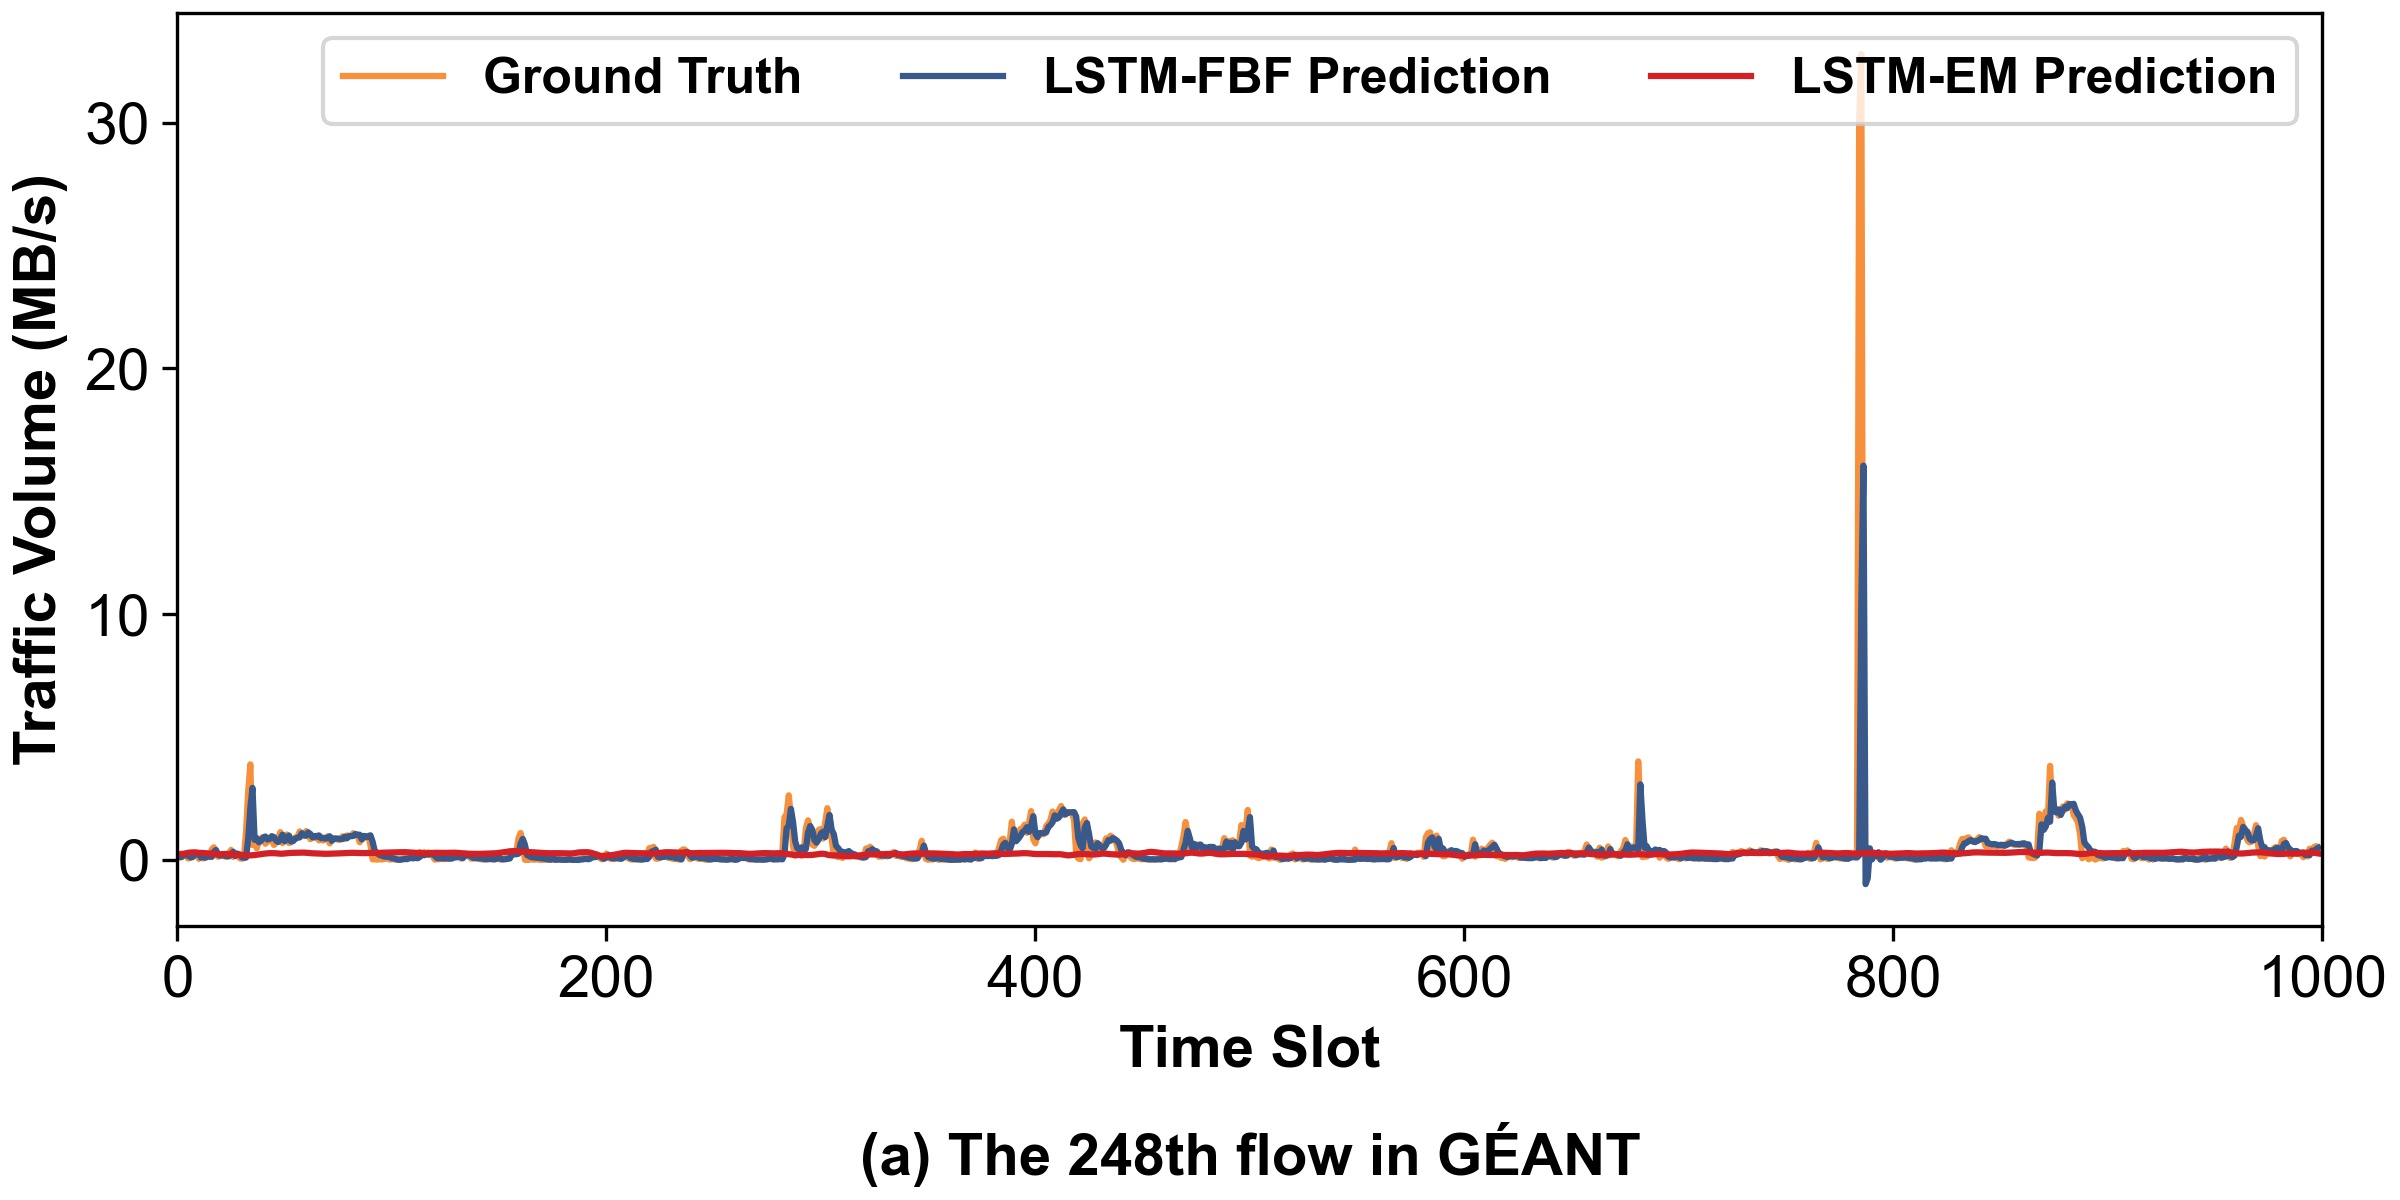 Ground Truth LSTM-FBF Prediction LSTM-EM Prediction
30
20
10
0
Traffic Volume (MB/s)
0 200 400 600 800 1000
Time Slot
(a) The 248th flow in GÉANT